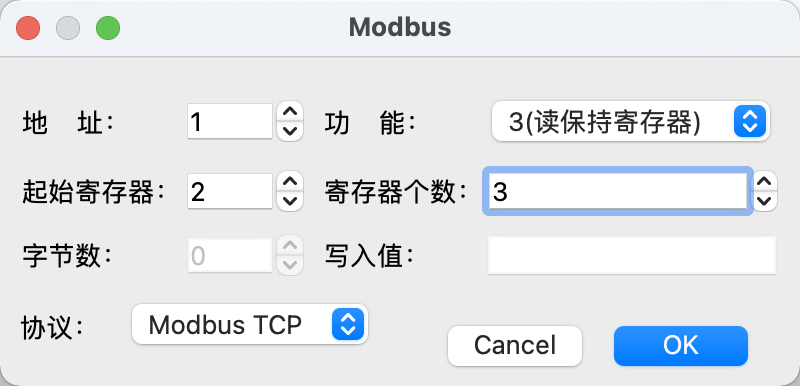 Modbus
地 址： 1 功 能： 3(读保持寄存器)
起始寄存器： 2 寄存器个数： 3
字节数： 0 写入值：
协议： Modbus TCP Cancel OK